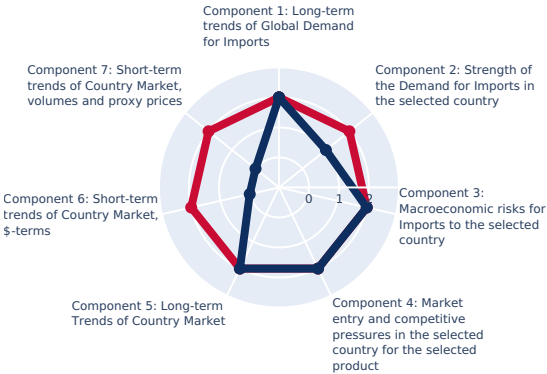 Component 1: Long-term
trends of Global Demand
for Imports
Component 7: Short-term
trends of Country Market,
volumes and proxy prices
Component 2: Strength of
the Demand for Imports in
the selected country
Component 6: Short-term
trends of Country Market,
$-terms
0 1 2
Component 3:
Macroeconomic risks for
Imports to the selected
country
Component 5: Long-term
Trends of Country Market
Component 4: Market
entry and competitive
pressures in the selected
country for the selected
product